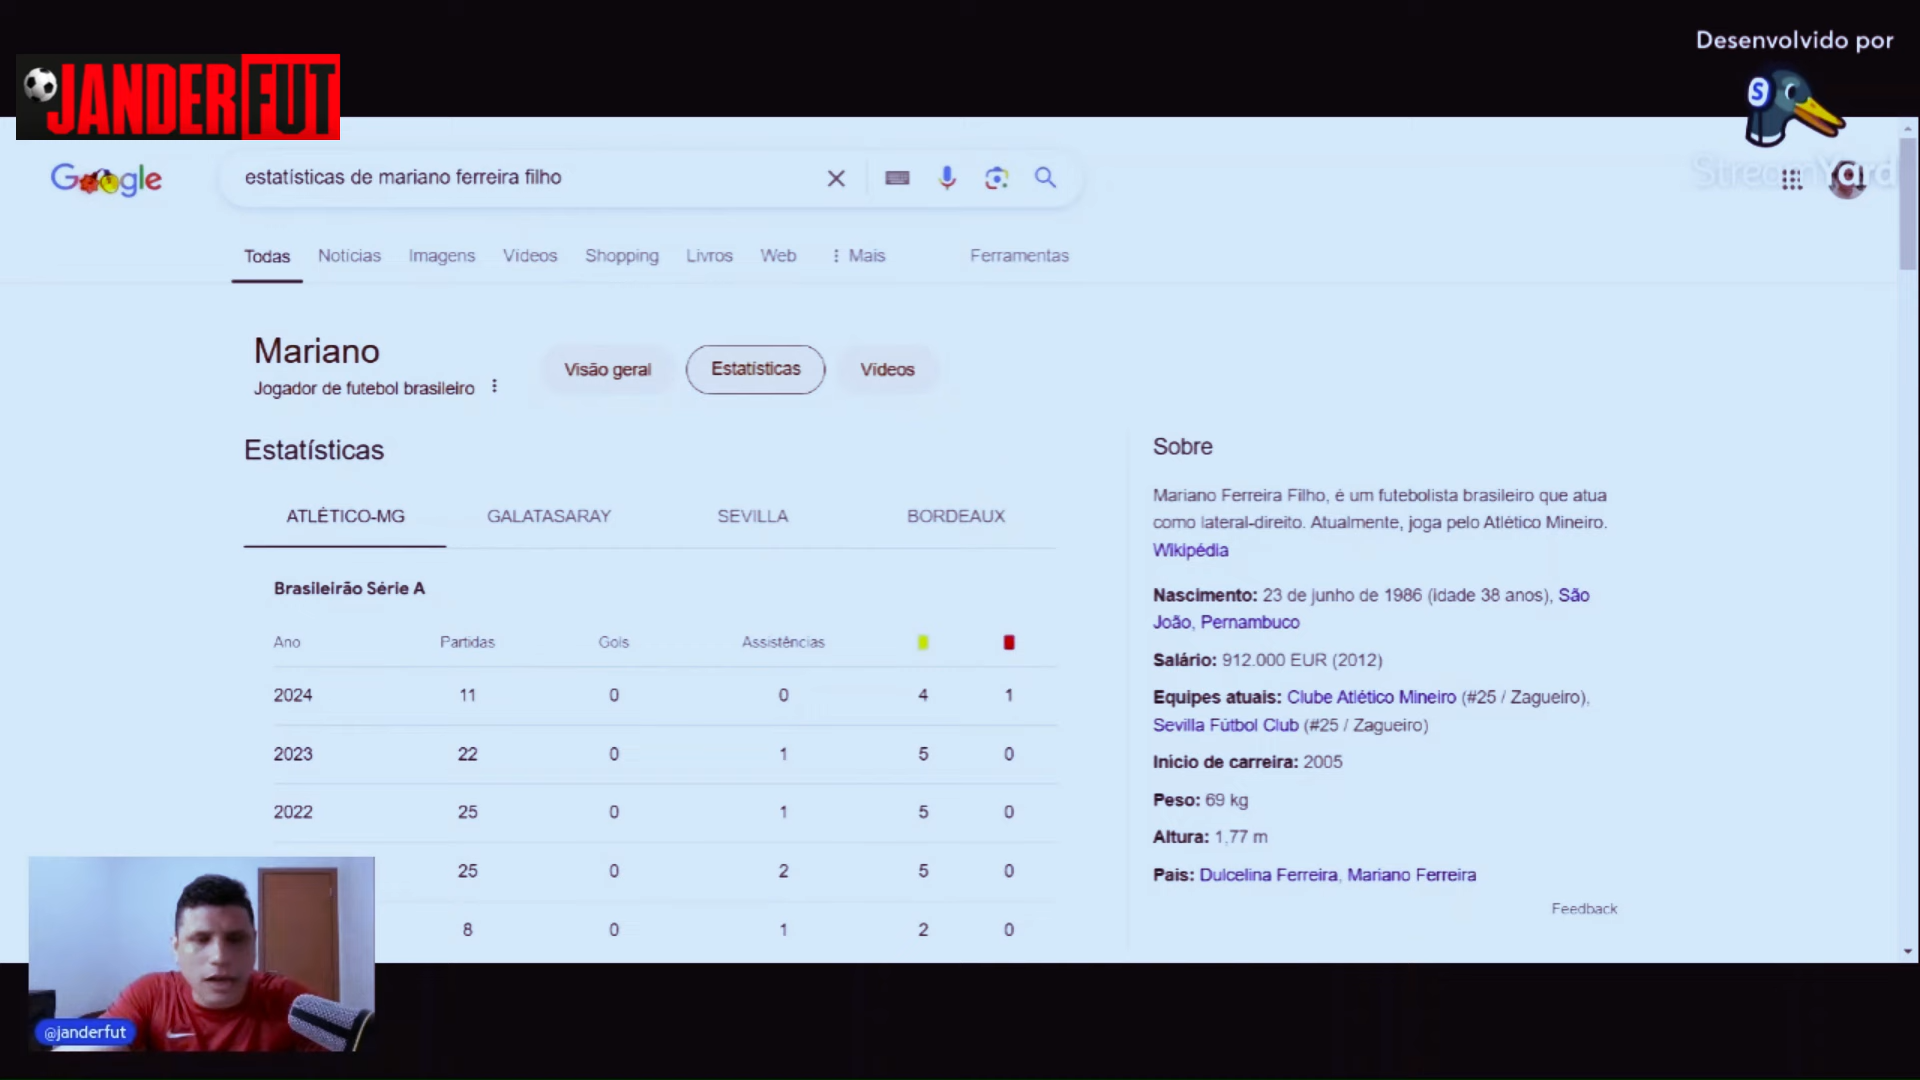 Desenvolvido por
JANDERFUT
S
StreamYard
Google
estatísticas de mariano ferreira filho
Todas Notícias Imagens Vídeos Shopping Livros Web Mais Ferramentas
Mariano
Jogador de futebol brasileiro
Visão geral Estatísticas Vídeos
Estatísticas
ATLÉTICO-MG GALATASARAY SEVILLA BORDEAUX
Brasileirão Série A
Ano Partidas Gols Assistências
2024 11 0 0 4 1
2023 22 0 1 5 0
2022 25 0 1 5 0
25 0 2 5 0
8 0 1 2 0
Sobre
Mariano Ferreira Filho, é um futebolista brasileiro que atua
como lateral-direito. Atualmente, joga pelo Atlético Mineiro.
Wikipédia
Nascimento: 23 de junho de 1986 (idade 38 anos), São
João, Pernambuco
Salário: 912.000 EUR (2012)
Equipes atuais: Clube Atlético Mineiro (#25 / Zagueiro),
Sevilla Fútbol Club (#25 / Zagueiro)
Início de carreira: 2005
Peso: 69 kg
Altura: 1,77 m
Pais: Dulcelina Ferreira, Mariano Ferreira
Feedback
@janderfut